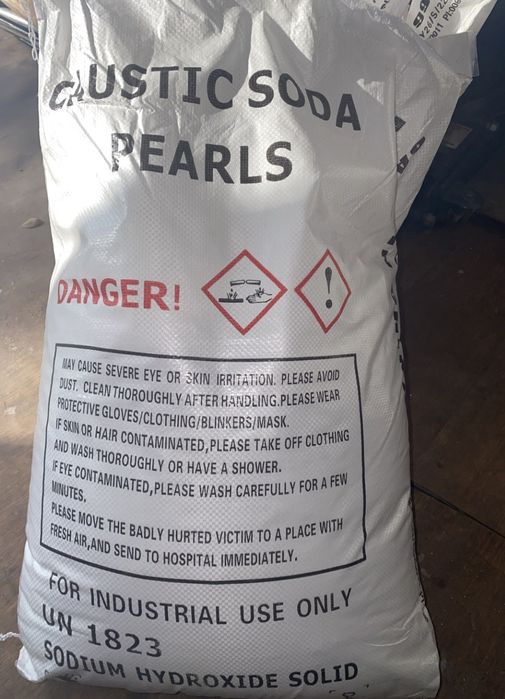 CAUSTIC SODA
PEARLS
DANGER!
MAY CAUSE SEVERE EYE OR SKIN IRRITATION. PLEASE AVOID
DUST. CLEAN THOROUGHLY AFTER HANDLING.PLEASE WEAR
PROTECTIVE GLOVES/CLOTHING/BLINKERS/MASK.
IF SKIN OR HAIR CONTAMINATED,PLEASE TAKE OFF CLOTHING
AND WASH THOROUGHLY OR HAVE A SHOWER.
IF EYE CONTAMINATED,PLEASE WASH CAREFULLY FOR A FEW
MINUTES.
PLEASE MOVE THE BADLY HURTED VICTIM TO A PLACE WITH
FRESH AIR,AND SEND TO HOSPITAL IMMEDIATELY.
FOR INDUSTRIAL USE ONLY
UN 1823
SODIUM HYDROXIDE SOLID